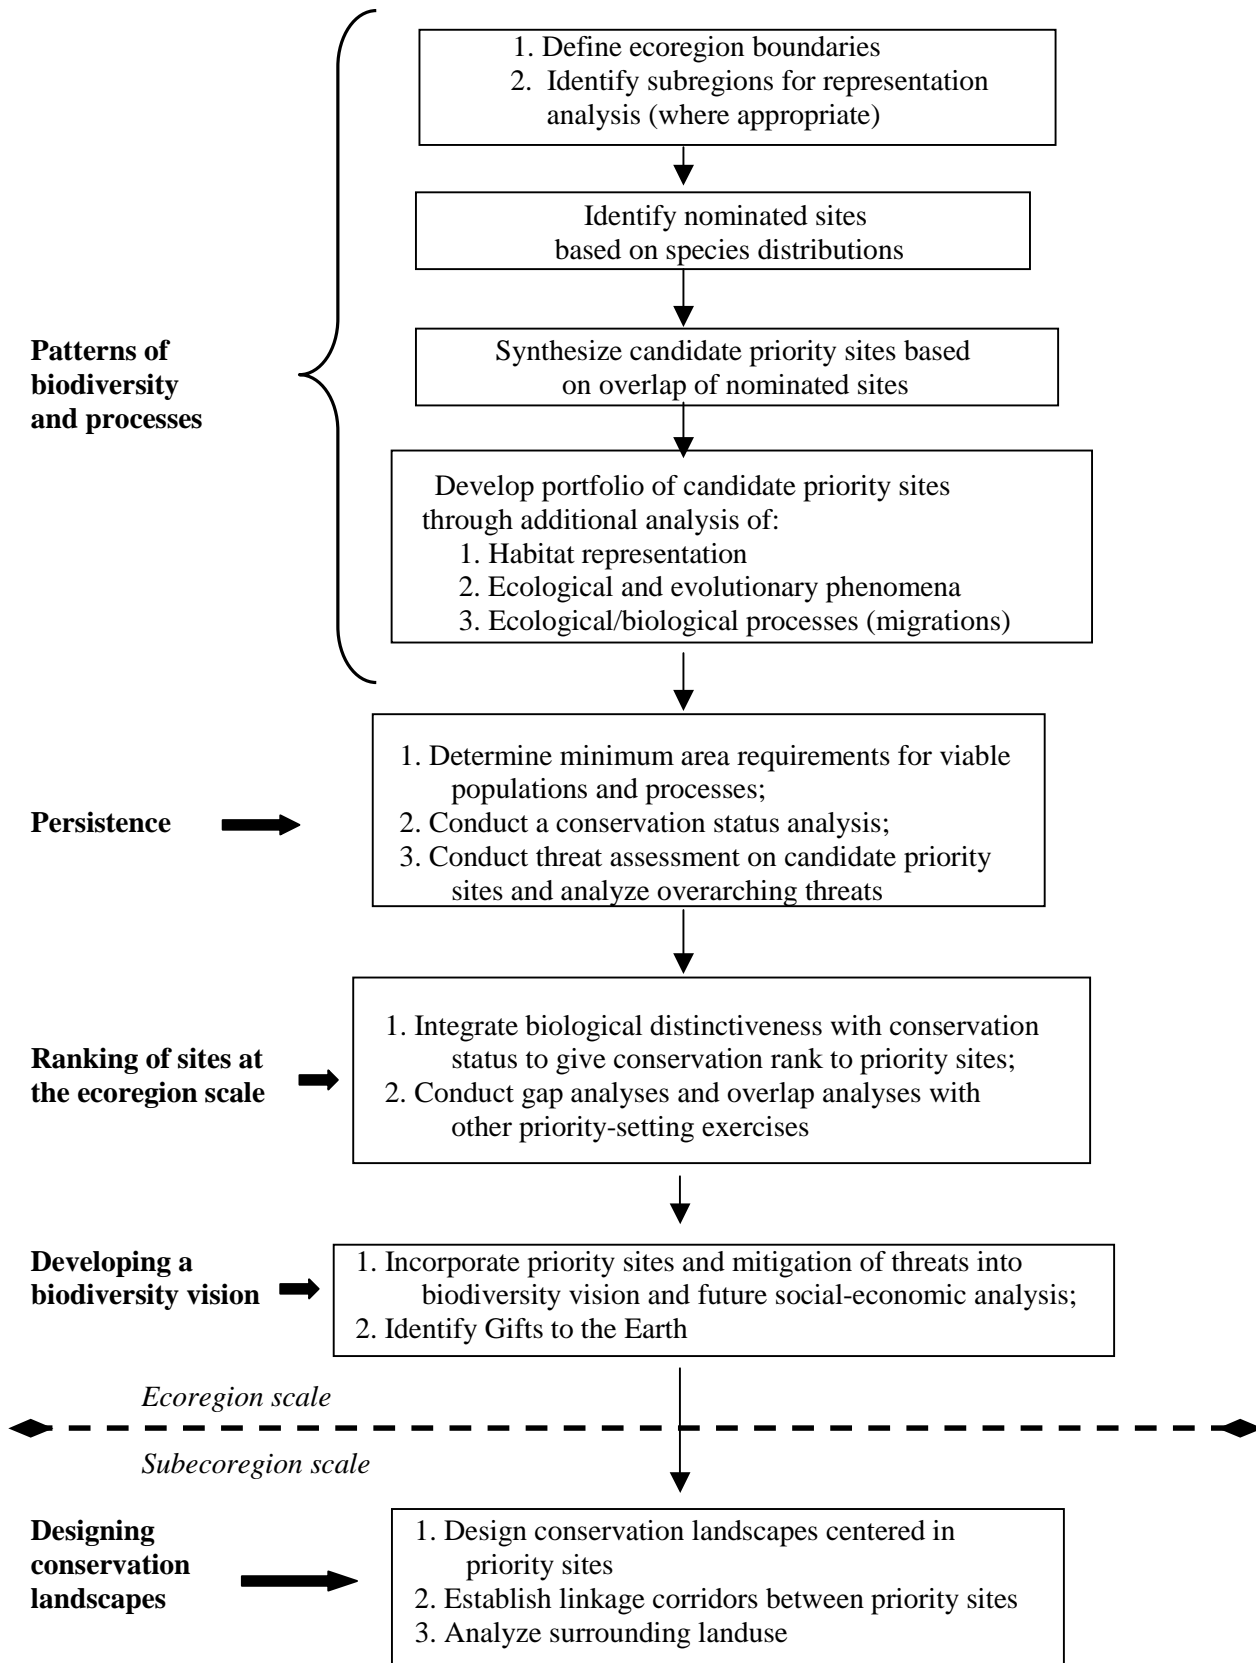 1. Define ecoregion boundaries
2. Identify subregions for representation
analysis (where appropriate)
Identify nominated sites
based on species distributions
Patterns of
biodiversity
and processes
Synthesize candidate priority sites based
on overlap of nominated sites
Develop portfolio of candidate priority sites
through additional analysis of:
1. Habitat representation
2. Ecological and evolutionary phenomena
3. Ecological/biological processes (migrations)
Persistence
1. Determine minimum area requirements for viable
populations and processes;
2. Conduct a conservation status analysis;
3. Conduct threat assessment on candidate priority
sites and analyze overarching threats
Ranking of sites at
the ecoregion scale
1. Integrate biological distinctiveness with conservation
status to give conservation rank to priority sites;
2. Conduct gap analyses and overlap analyses with
other priority-setting exercises
Developing a
biodiversity vision
1. Incorporate priority sites and mitigation of threats into
biodiversity vision and future social-economic analysis;
2. Identify Gifts to the Earth
Ecoregion scale
Subecoregion scale
Designing
conservation
landscapes
1. Design conservation landscapes centered in
priority sites
2. Establish linkage corridors between priority sites
3. Analyze surrounding landuse